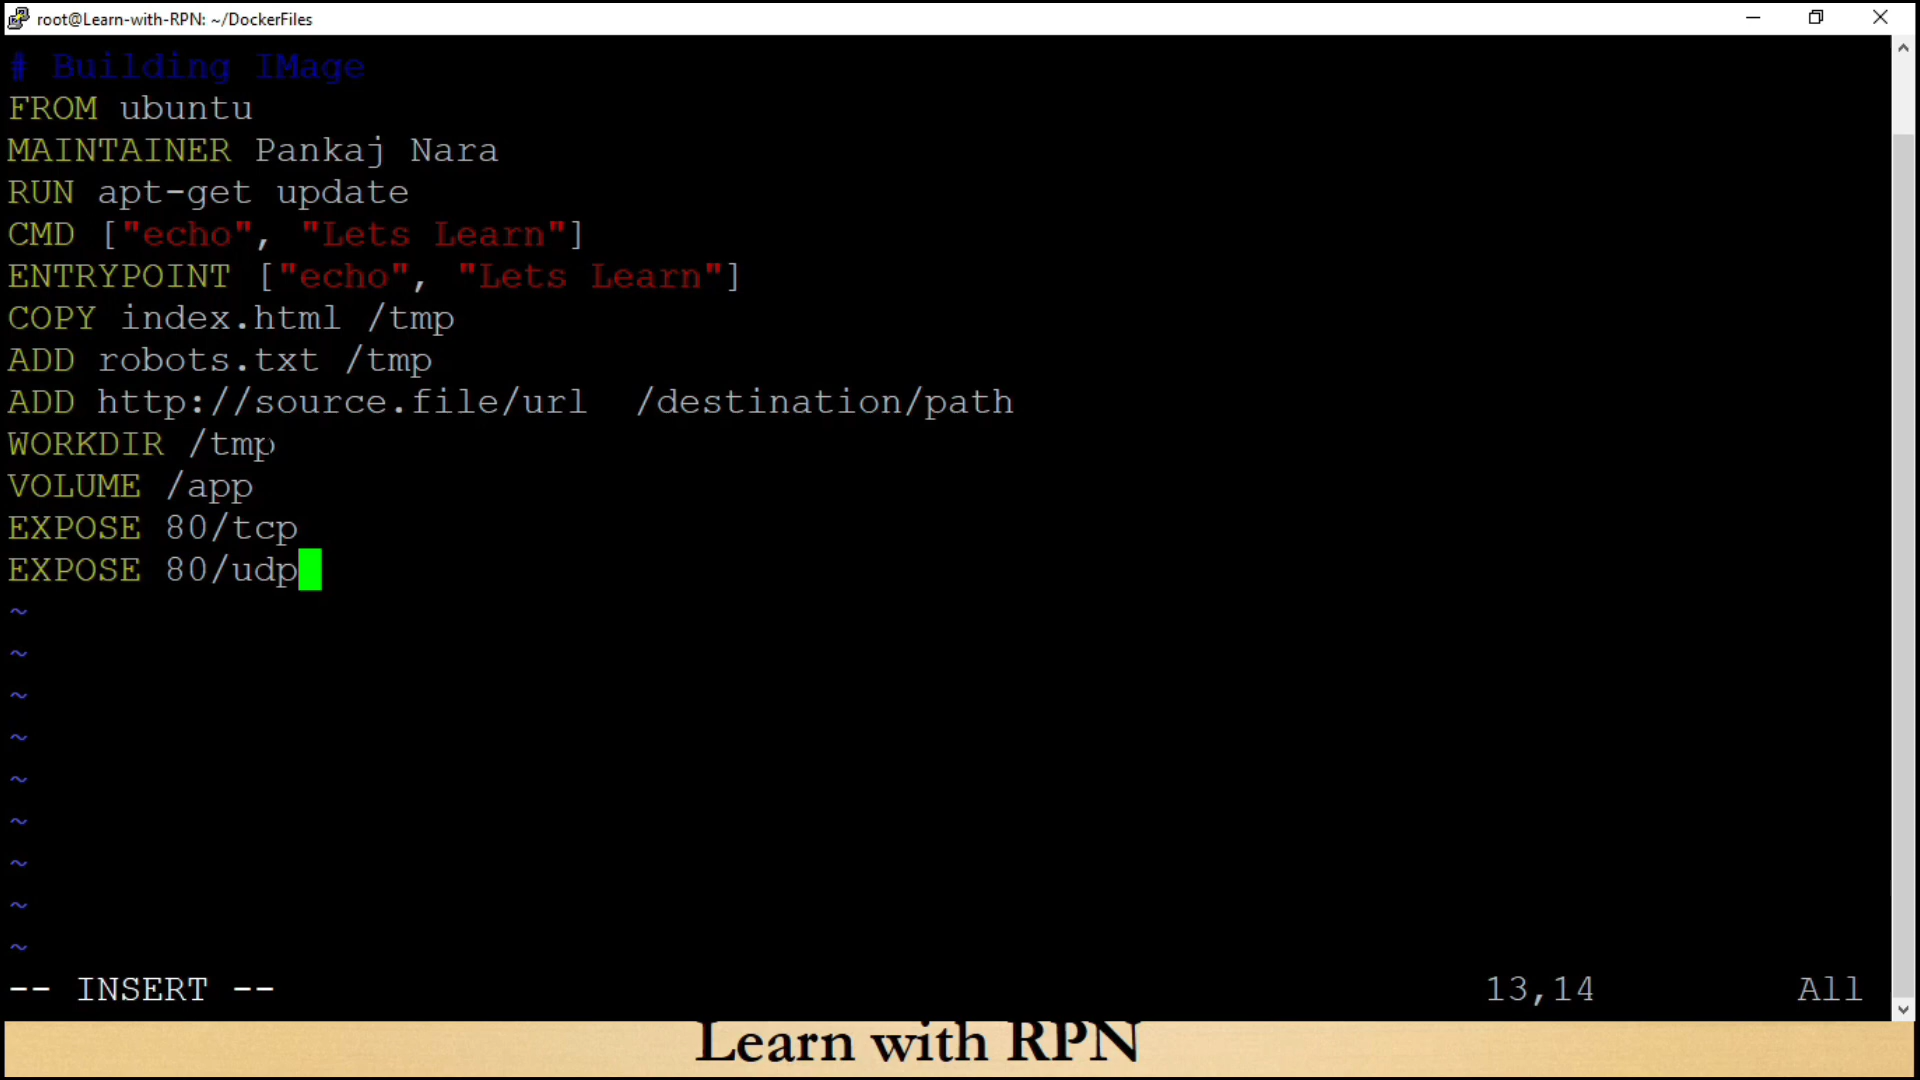 root@Learn-with-RPN: ~/DockerFiles
# Building IMage
FROM ubuntu
MAINTAINER Pankaj Nara
RUN apt-get update
CMD ["echo", "Lets Learn"]
ENTRYPOINT ["echo", "Lets Learn"]
COPY index.html /tmp
ADD robots.txt /tmp
ADD http://source.file/url  /destination/path
WORKDIR /tmp
VOLUME /app
EXPOSE 80/tcp
EXPOSE 80/udp
~
~
~
~
~
~
~
~
~
-- INSERT -- 13,14 All
Learn with RPN